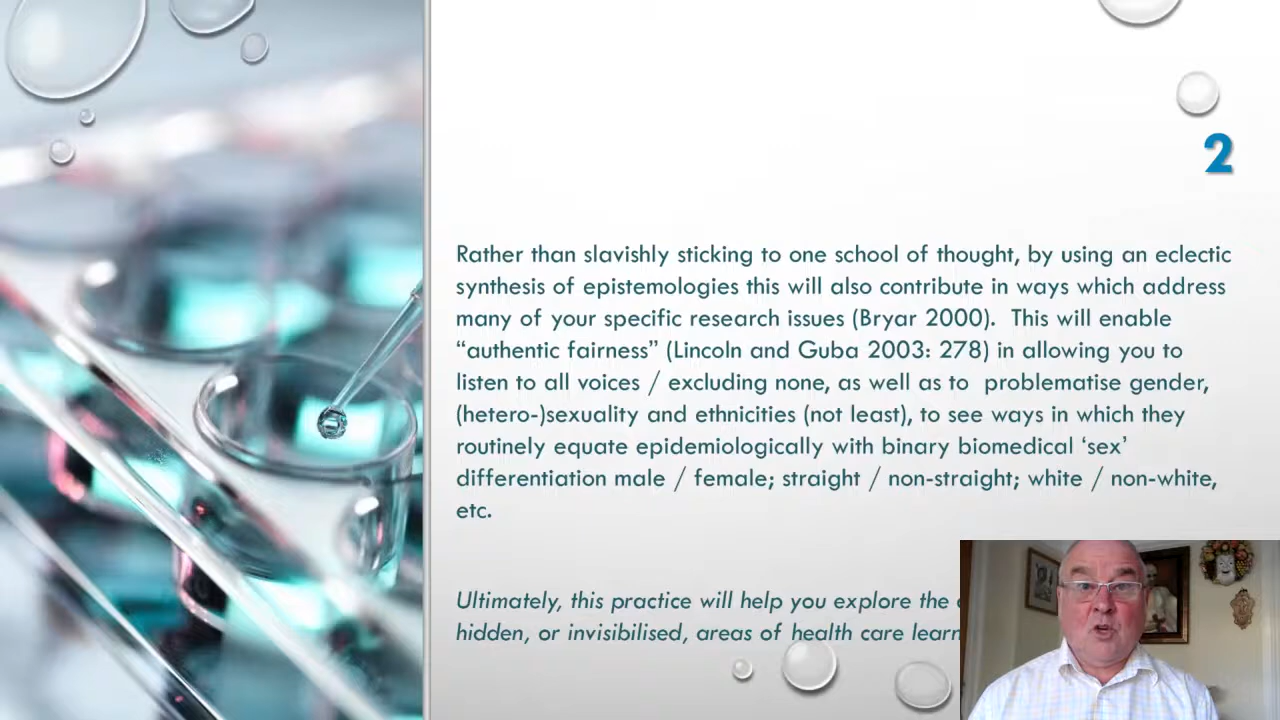 2
Rather than slavishly sticking to one school of thought, by using an eclectic
synthesis of epistemologies this will also contribute in ways which address
many of your specific research issues (Bryar 2000).  This will enable
“authentic fairness” (Lincoln and Guba 2003: 278) in allowing you to
listen to all voices / excluding none, as well as to  problematise gender,
(hetero-)sexuality and ethnicities (not least), to see ways in which they
routinely equate epidemiologically with binary biomedical ‘sex’
differentiation male / female; straight / non-straight; white / non-white,
etc.
Ultimately, this practice will help you explore the
hidden, or invisibilised, areas of health care